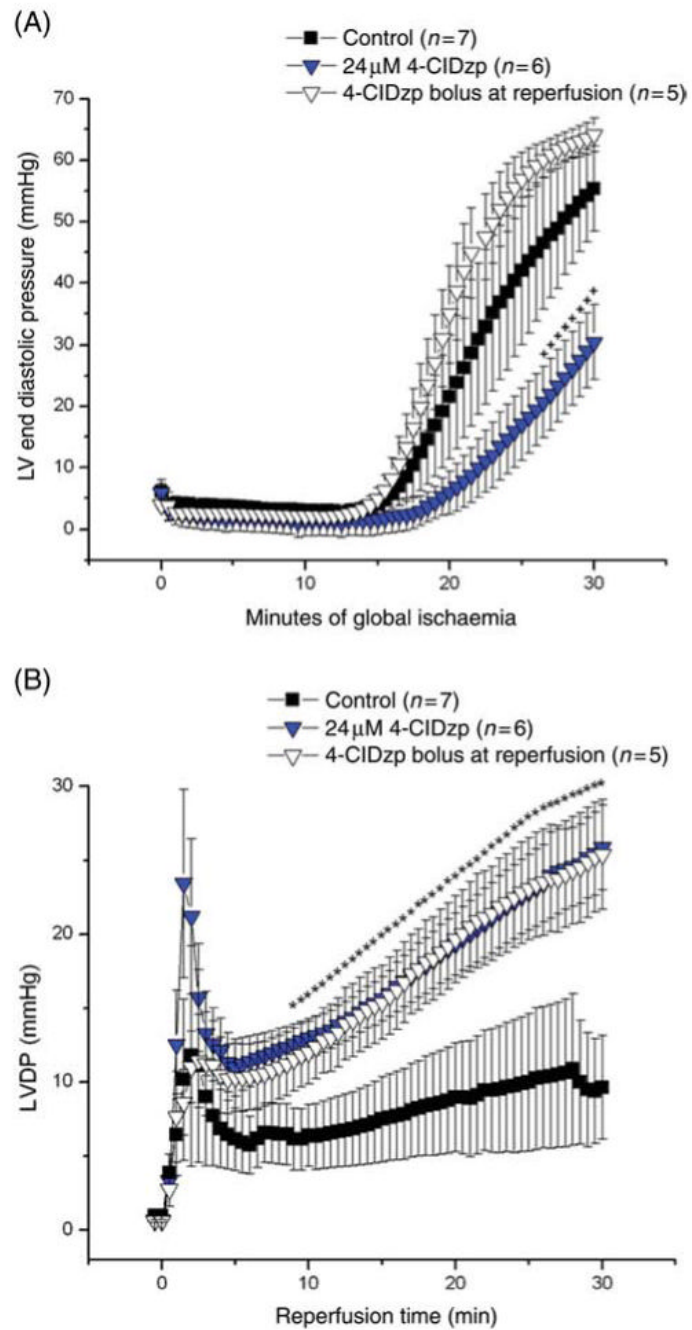 (A)
Control (n=7)
24μM 4-ClDzp (n=6)
4-ClDzp bolus at reperfusion (n=5)
70
60
50
40
30
20
10
0
LV end diastolic pressure (mmHg)
0 10 20 30
Minutes of global ischaemia
(B)
Control (n=7)
24μM 4-ClDzp (n=6)
4-ClDzp bolus at reperfusion (n=5)
30
20
10
0
LVDP (mmHg)
0 10 20 30
Reperfusion time (min)